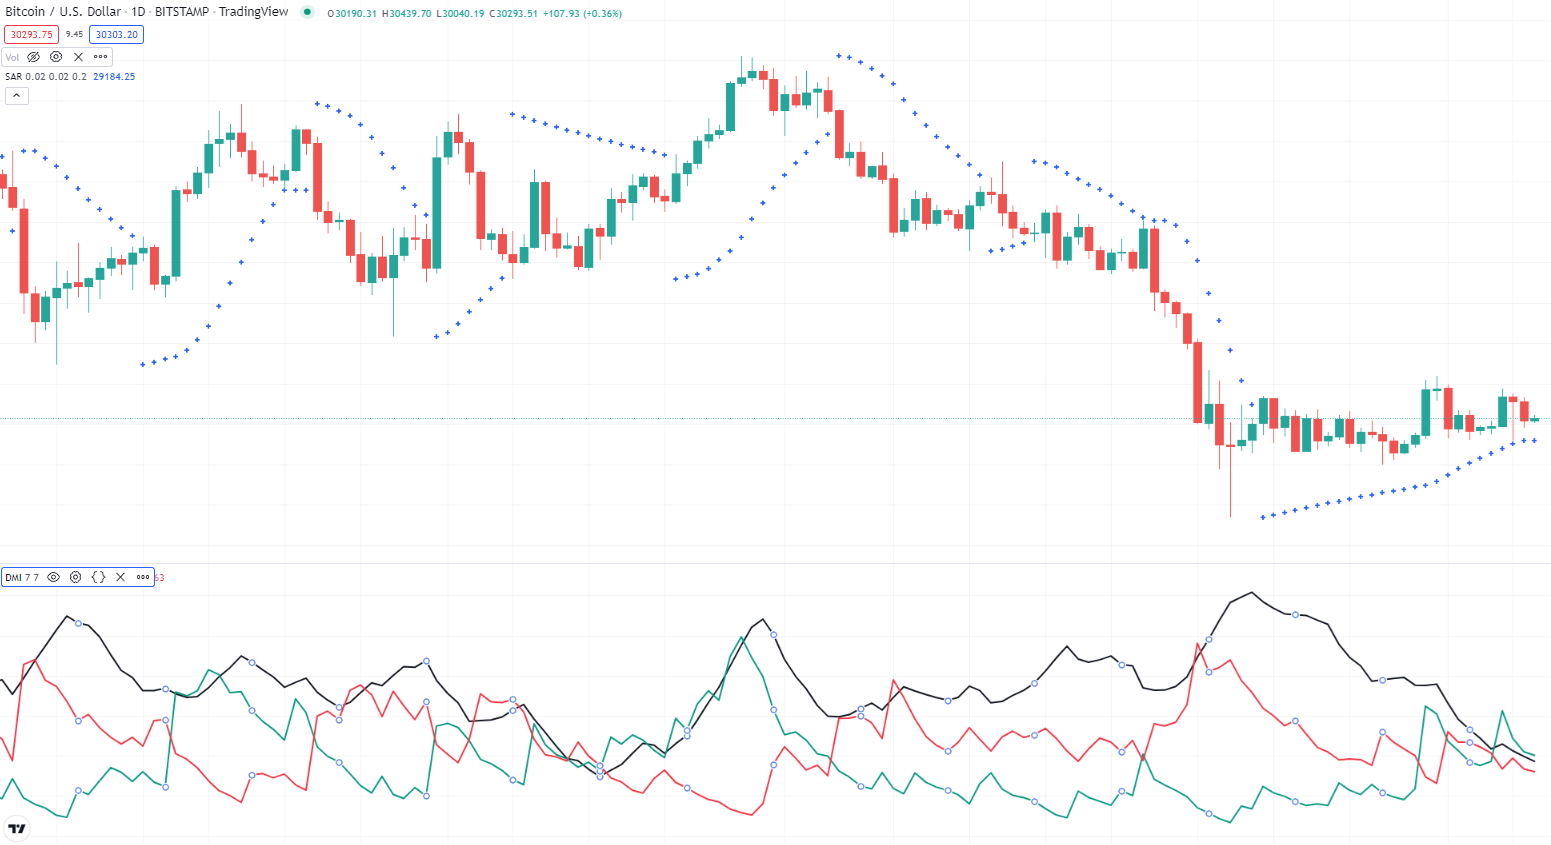 Bitcoin / U.S. Dollar · 1D · BITSTAMP · TradingView O30190.31 H30439.70 L30040.19 C30293.51 +107.93 (+0.36%)
30293.75 9.45 30303.20
Vol
SAR 0.02 0.02 0.2 29184.25
DMI 7 7 63